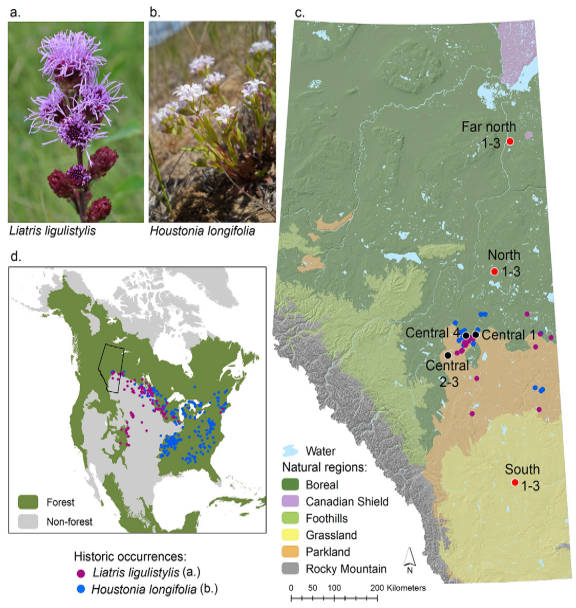 a.
b.
c.
Liatris ligulistylis
Houstonia longifolia
d.
Forest
Non-forest
Historic occurrences:
Liatris ligulistylis (a.)
Houstonia longifolia (b.)
Far north
1-3
North
1-3
Central 4
Central 1
Central
2-3
South
1-3
Water
Natural regions:
Boreal
Canadian Shield
Foothills
Grassland
Parkland
Rocky Mountain
N
0
50
100
200 Kilometers